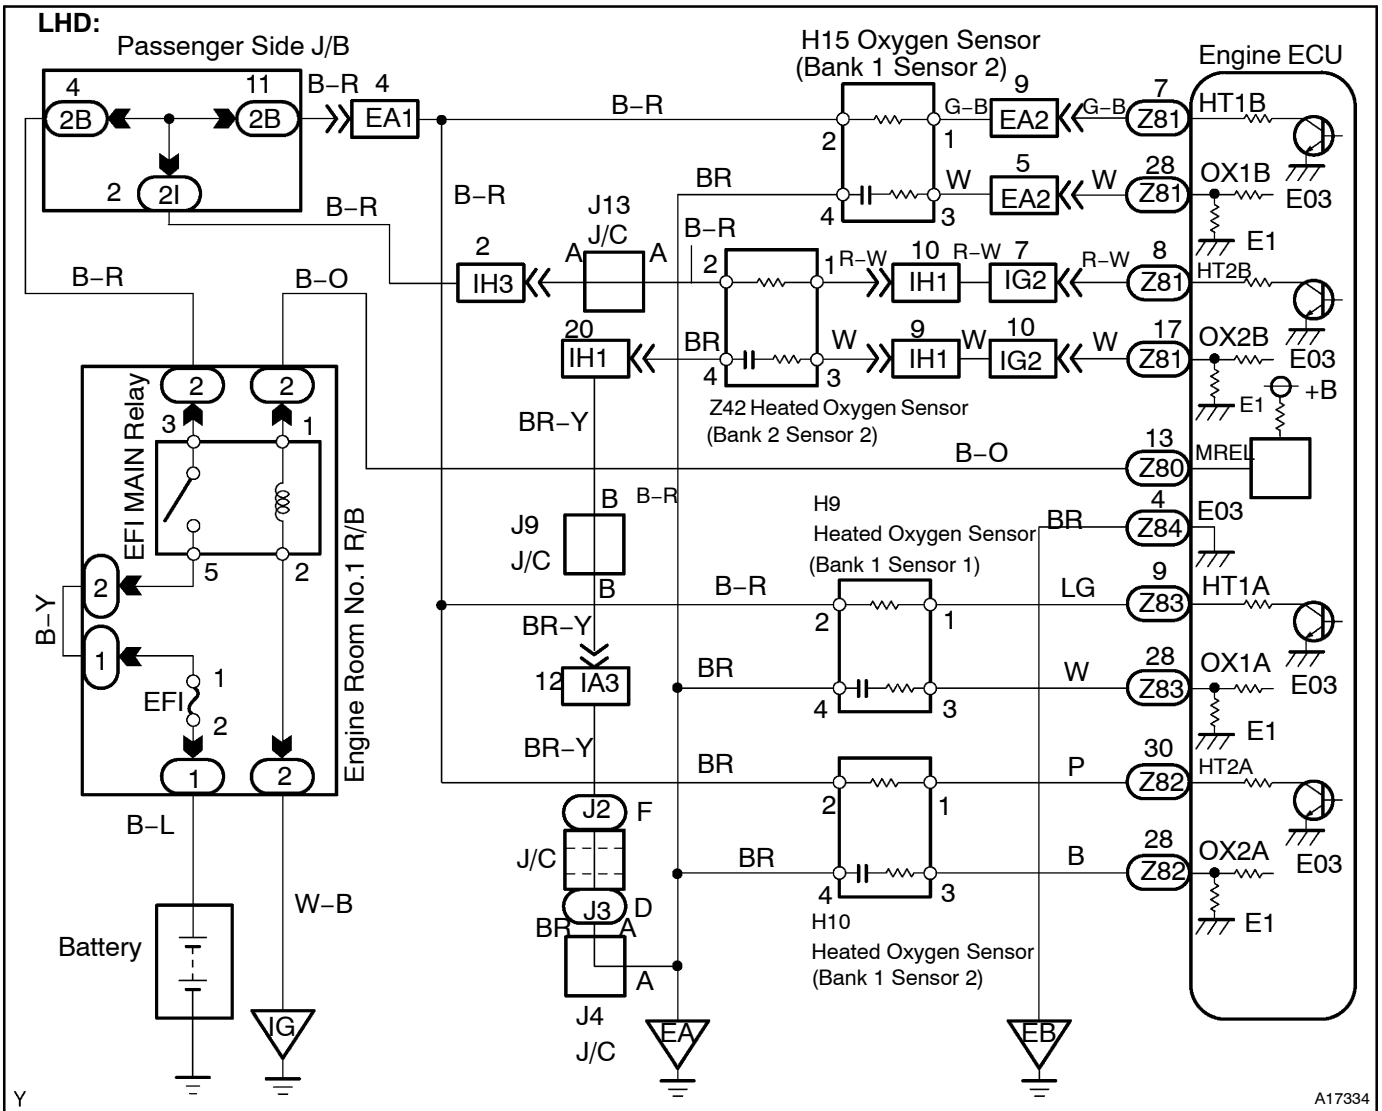 LHD:
Passenger Side J/B
H15 Oxygen Sensor
(Bank 1 Sensor 2)
Engine ECU
4
11
B–R
4
2B
2B
EA1
B–R
2
1
G–B
9
EA2
G–B
7
Z81
HT1B
E03
2
2I
B–R
B–R
BR
4
3
W
5
EA2
W
28
Z81
OX1B
E1
J13
J/C
B–R
B–O
2
IH3
A
A
B–R
2
1
R–W
10
IH1
R–W
7
IG2
R–W
8
Z81
HT2B
E03
20
IH1
BR
4
3
W
9
IH1
W
10
IG2
W
17
Z81
OX2B
E1
+B
Z42 Heated Oxygen Sensor
(Bank 2 Sensor 2)
2
2
3
1
EFI MAIN Relay
BR–Y
B–O
13
Z80
MREL
B
B–R
J9
J/C
B
H9
Heated Oxygen Sensor
(Bank 1 Sensor 1)
BR
4
Z84
E03
5
2
2
B–Y
1
EFI
1
2
Engine Room No.1 R/B
1
2
B–R
2
1
LG
9
Z83
HT1A
E03
BR–Y
12
IA3
BR
4
3
W
28
Z83
OX1A
E1
BR–Y
BR
2
1
P
30
Z82
HT2A
E03
J2
F
J/C
J3
D
BR
A
A
J4
J/C
BR
4
3
B
28
Z82
OX2A
E1
H10
Heated Oxygen Sensor
(Bank 1 Sensor 2)
B–L
W–B
Battery
IG
EA
EB
Y
A17334